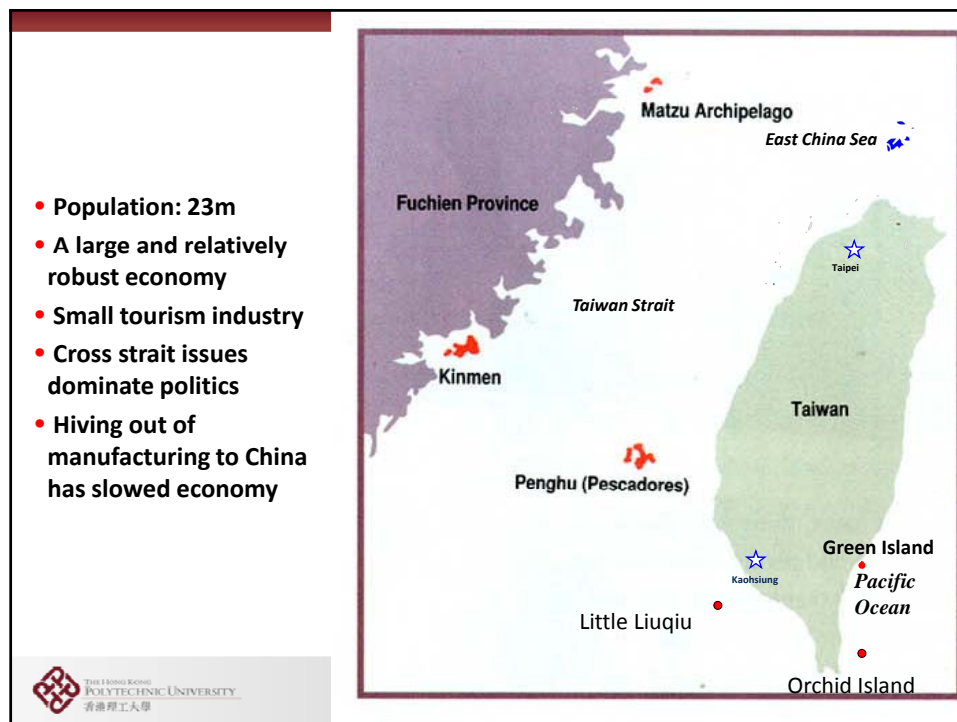 • Population: 23m
• A large and relatively
robust economy
• Small tourism industry
• Cross strait issues
dominate politics
• Hiving out of
manufacturing to China
has slowed economy
THE HONG KONG
POLYTECHNIC UNIVERSITY
香港理工大學
Matzu Archipelago
East China Sea
Fuchien Province
Taipei
Taiwan Strait
Kinmen
Taiwan
Penghu (Pescadores)
Green Island
Kaohsiung
Pacific
Ocean
Little Liuqiu
Orchid Island